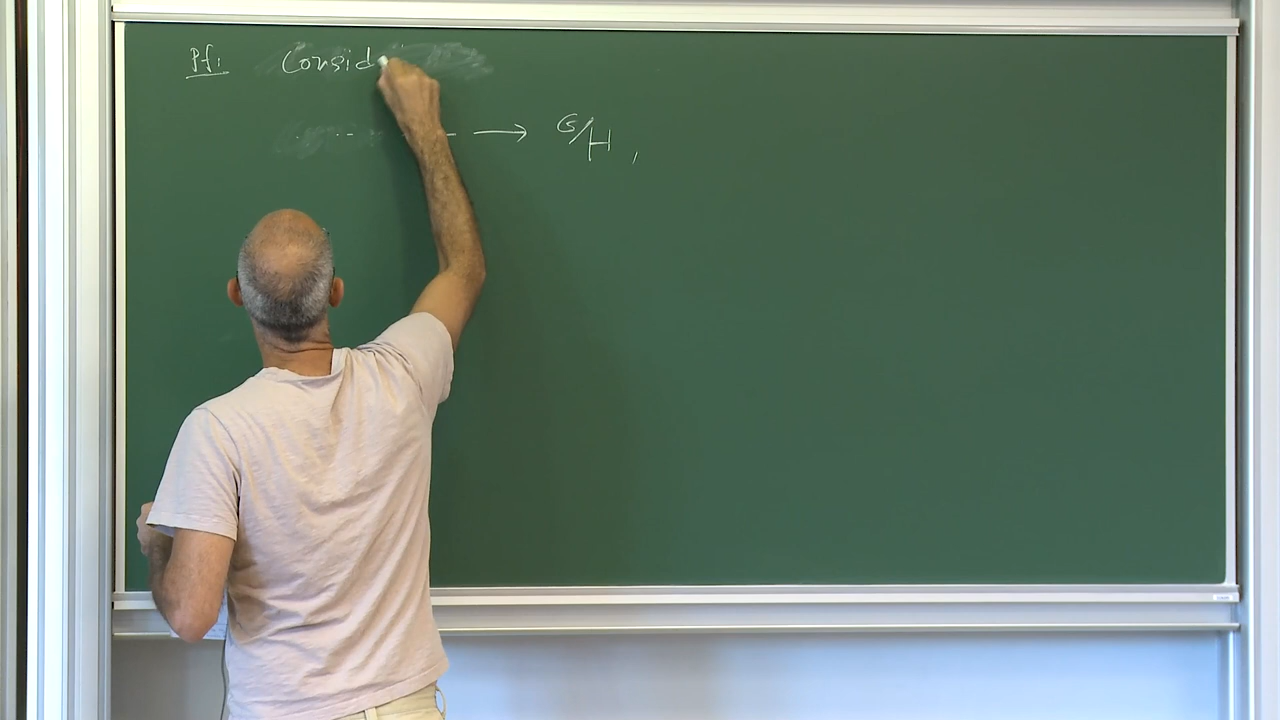 Pf: Consid
→ G/H ,